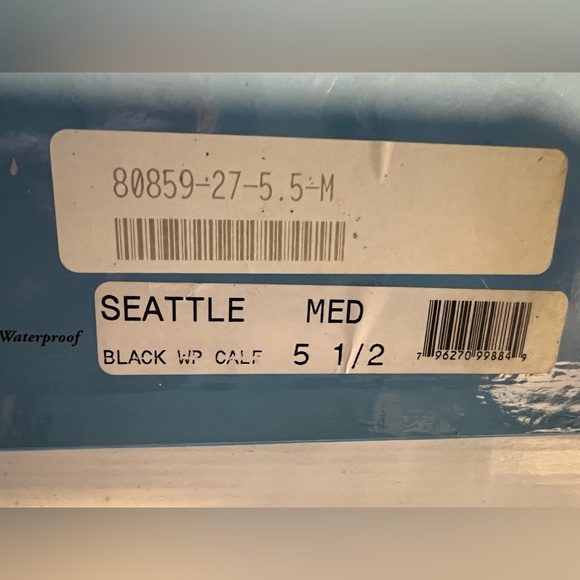 80859-27-5.5-M
SEATTLE MED
Waterproof
BLACK WP CALF 5 1/2
7 96270 99884 9